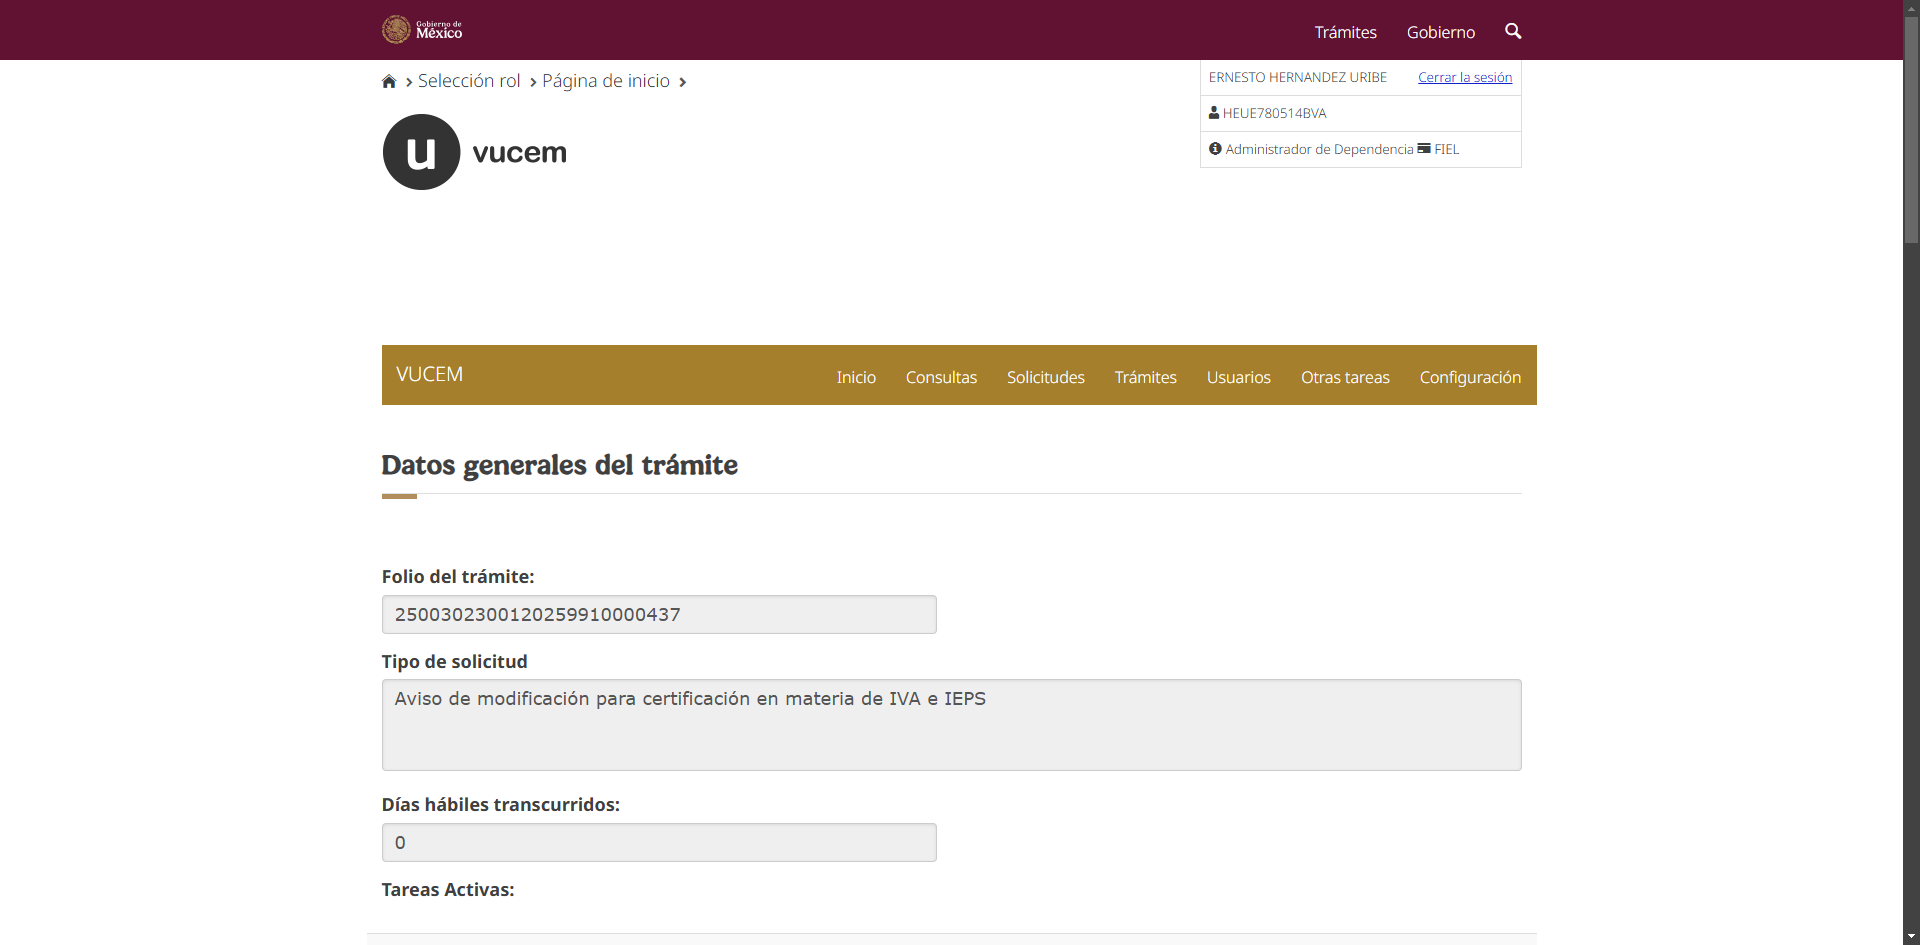 Gobierno de
México
Trámites
Gobierno
Selección rol
Página de inicio
ERNESTO HERNANDEZ URIBE
Cerrar la sesión
HEUE780514BVA
Administrador de Dependencia
FIEL
u
vucem
VUCEM
Inicio
Consultas
Solicitudes
Trámites
Usuarios
Otras tareas
Configuración
Datos generales del trámite
Folio del trámite:
2500302300120259910000437
Tipo de solicitud
Aviso de modificación para certificación en materia de IVA e IEPS
Días hábiles transcurridos:
0
Tareas Activas: